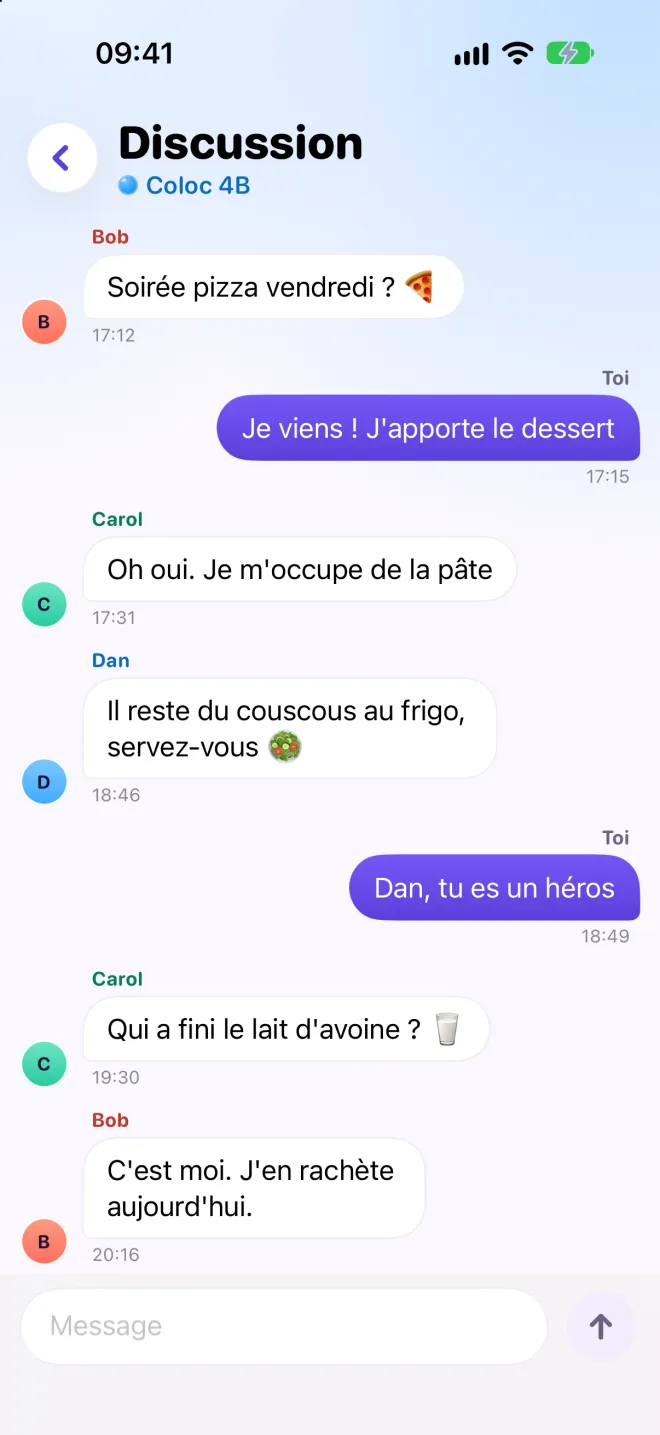 09:41
Discussion
Coloc 4B
Bob
Soirée pizza vendredi ? 🍕
B
17:12
Toi
Je viens ! J'apporte le dessert
17:15
Carol
Oh oui. Je m'occupe de la pâte
C
17:31
Dan
Il reste du couscous au frigo,
servez-vous 🥗
D
18:46
Toi
Dan, tu es un héros
18:49
Carol
Qui a fini le lait d'avoine ? 🥛
C
19:30
Bob
C'est moi. J'en rachète
aujourd'hui.
B
20:16
Message